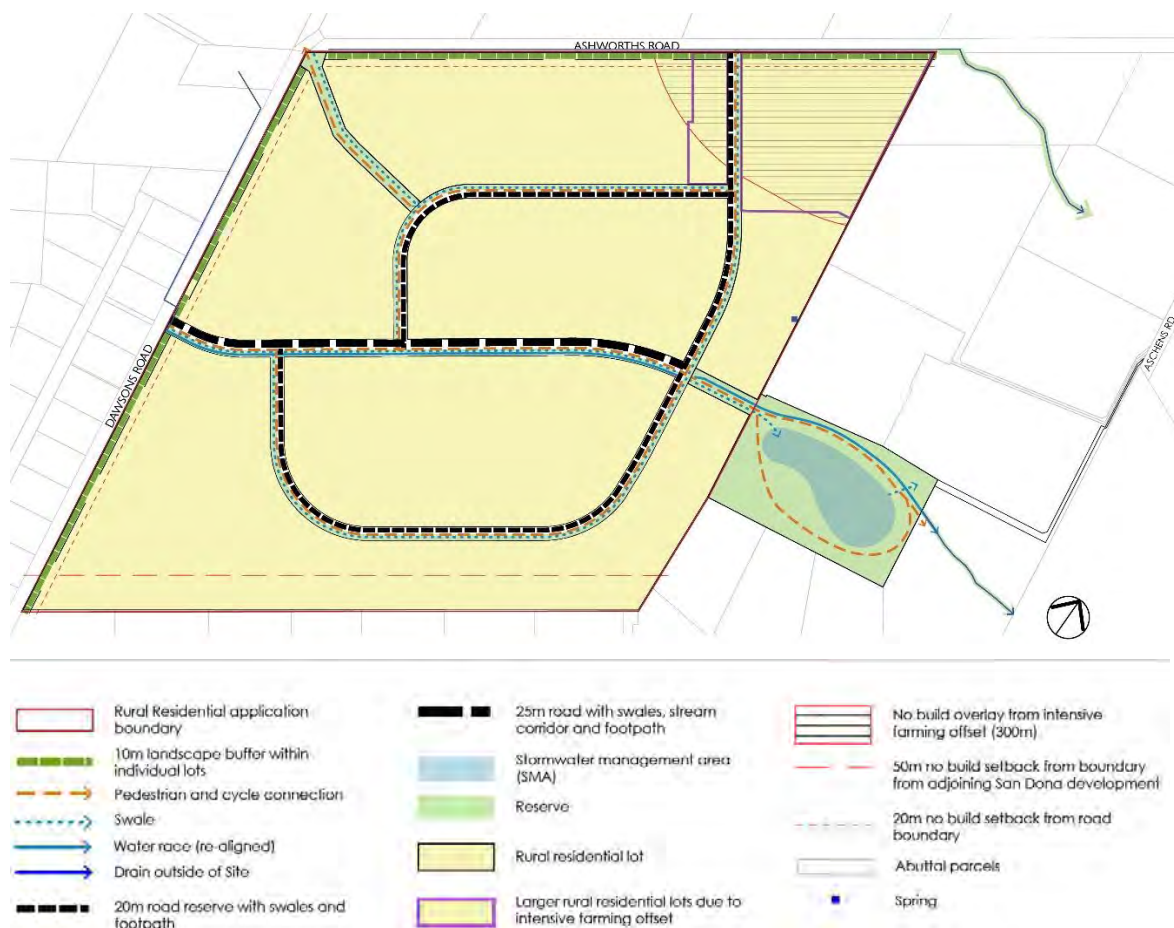 ASHWORTHS ROAD
DAWSONS ROAD
ASCHENS RD
Rural Residential application
boundary
10m landscape buffer within
individual lots
Pedestrian and cycle connection
Swale
Water race (re-aligned)
Drain outside of Site
20m road reserve with swales and
footpath
25m road with swales, stream
corridor and footpath
Stormwater management area
(SMA)
Reserve
Rural residential lot
Larger rural residential lots due to
intensive farming offset
No build overlay from intensive
farming offset (300m)
50m no build setback from boundary
from adjoining San Dona development
20m no build setback from road
boundary
Abuttal parcels
Spring